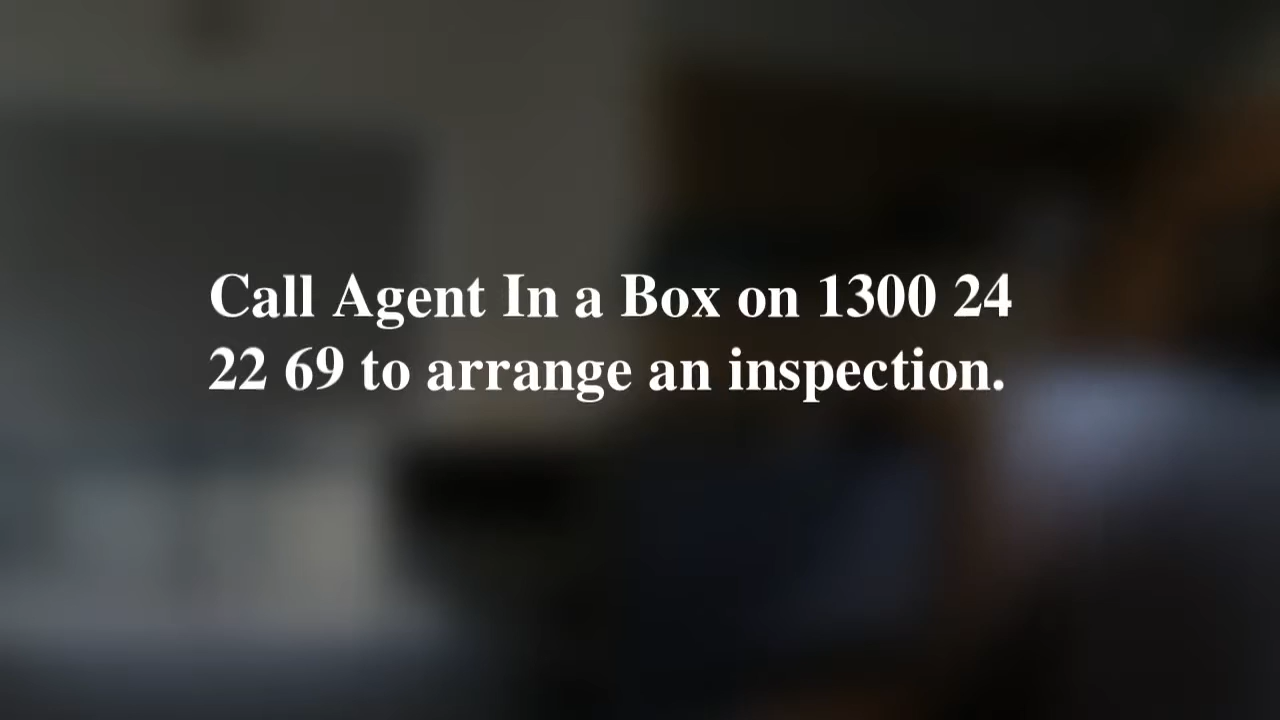 Call Agent In a Box on 1300 24
22 69 to arrange an inspection.